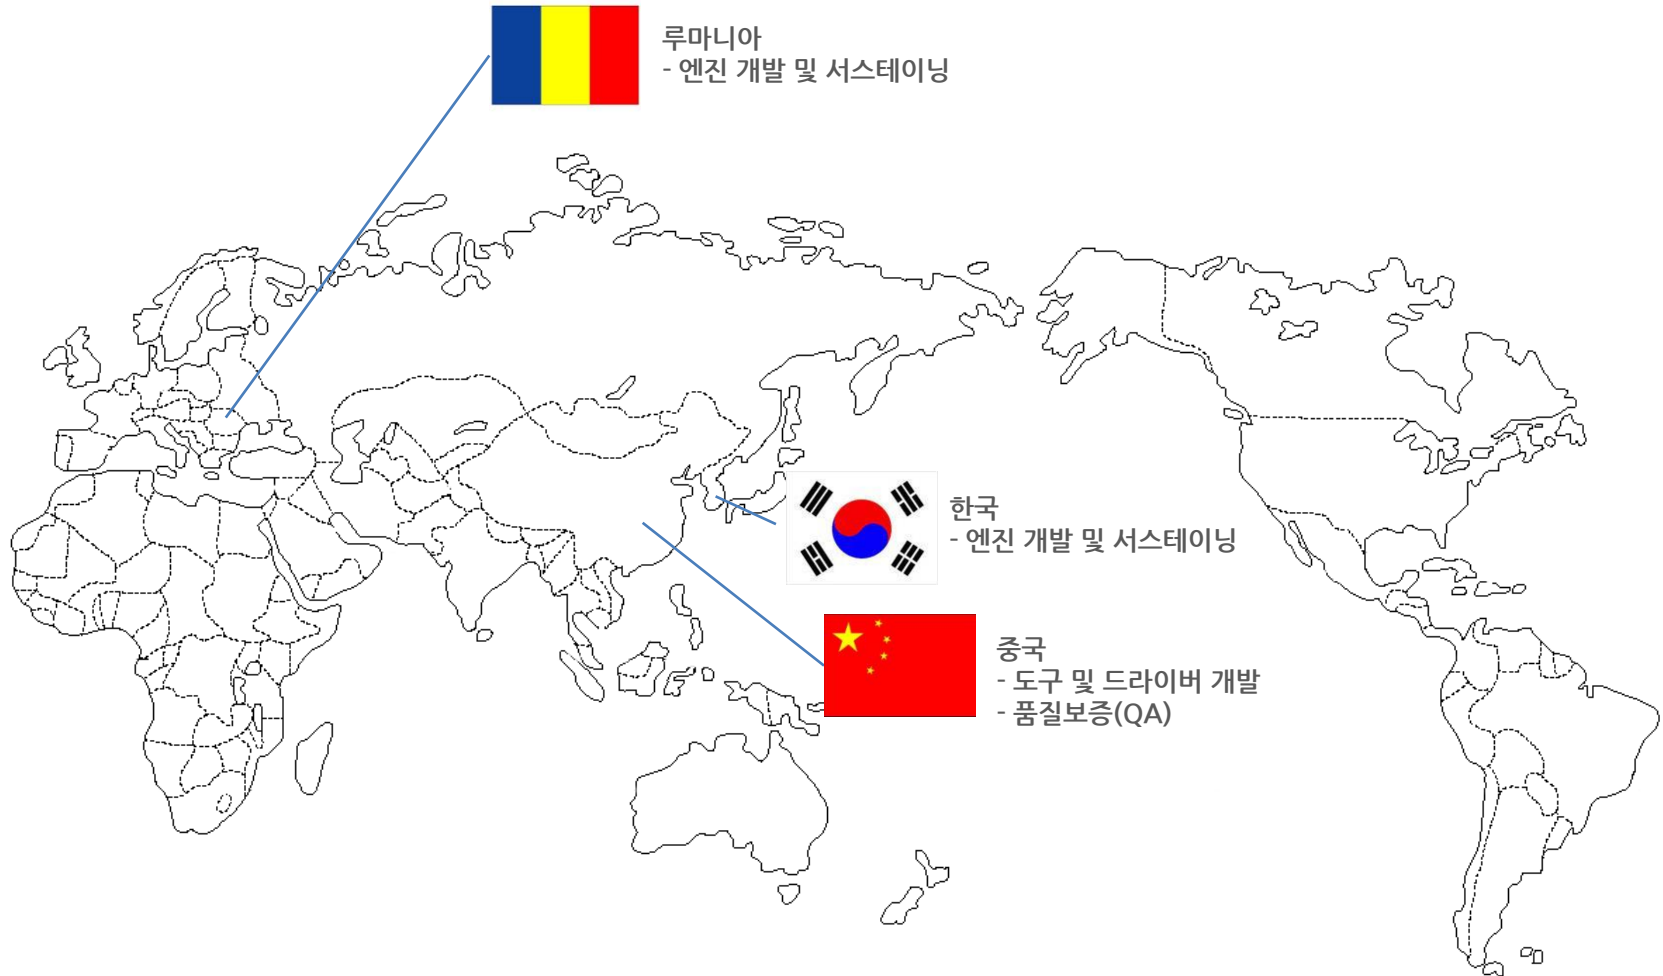 루마니아
- 엔진 개발 및 서스테이닝
한국
- 엔진 개발 및 서스테이닝
중국
- 도구 및 드라이버 개발
- 품질보증(QA)